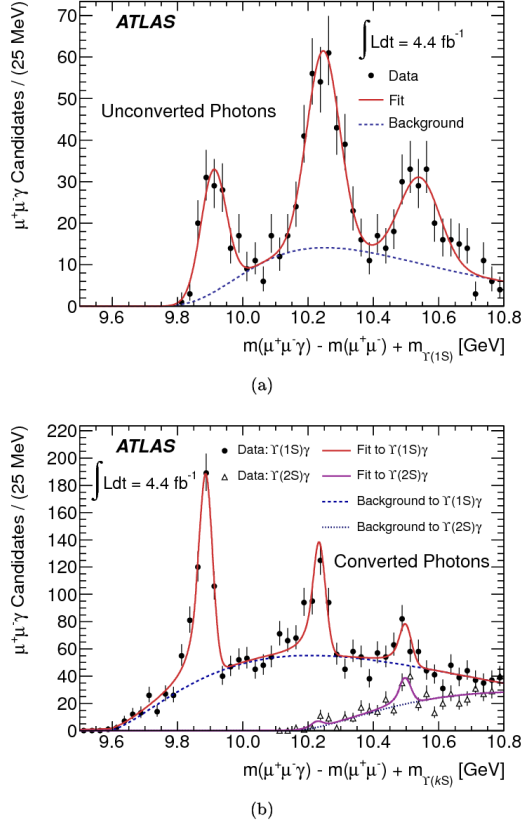 ATLAS
∫Ldt = 4.4 fb⁻¹
Data
Fit
Background
Unconverted Photons
μ⁺μ⁻γ Candidates / (25 MeV)
70
60
50
40
30
20
10
0
9.6 9.8 10.0 10.2 10.4 10.6 10.8
m(μ⁺μ⁻γ) - m(μ⁺μ⁻) + m_ϒ(1S) [GeV]
(a)
ATLAS
∫Ldt = 4.4 fb⁻¹
Data: ϒ(1S)γ
Data: ϒ(2S)γ
Fit to ϒ(1S)γ
Fit to ϒ(2S)γ
Background to ϒ(1S)γ
Background to ϒ(2S)γ
Converted Photons
μ⁺μ⁻γ Candidates / (25 MeV)
220
200
180
160
140
120
100
80
60
40
20
0
9.6 9.8 10.0 10.2 10.4 10.6 10.8
m(μ⁺μ⁻γ) - m(μ⁺μ⁻) + m_ϒ(kS) [GeV]
(b)